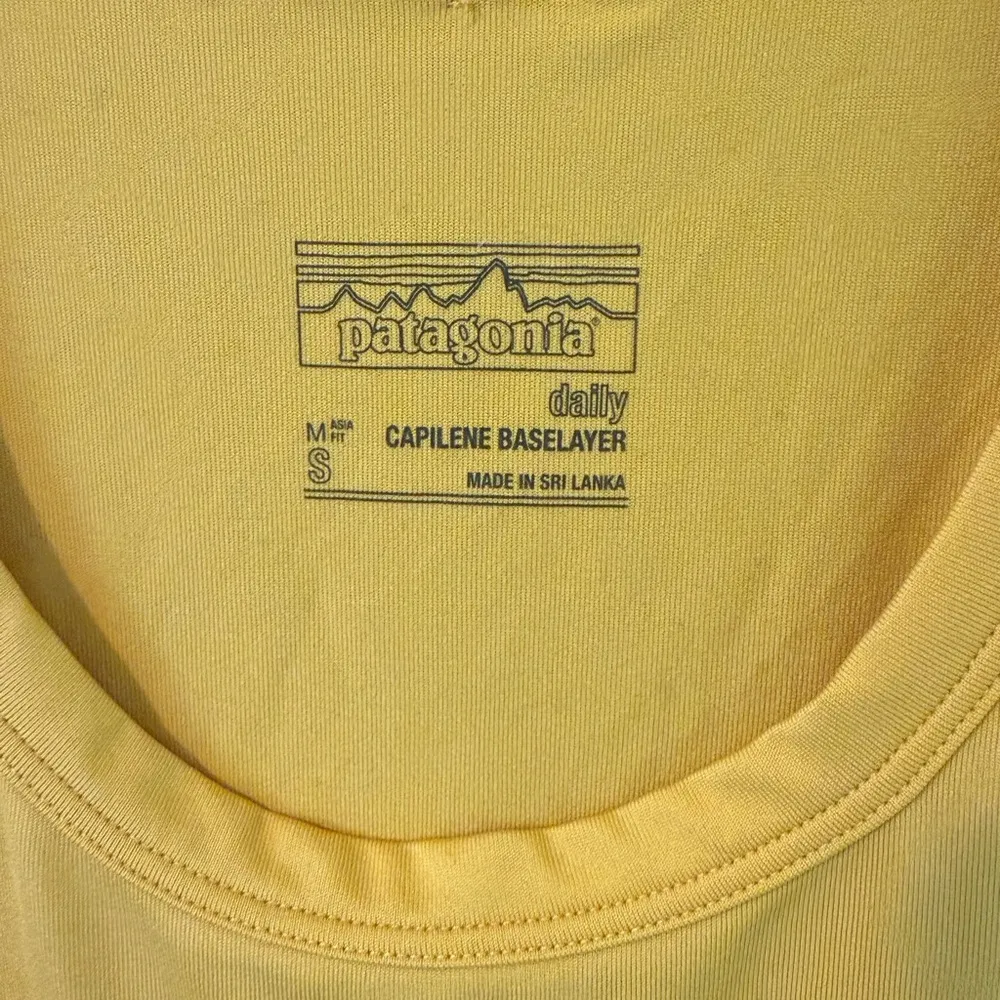 patagonia®
daily
M ASIA FIT CAPILENE BASELAYER
S MADE IN SRI LANKA